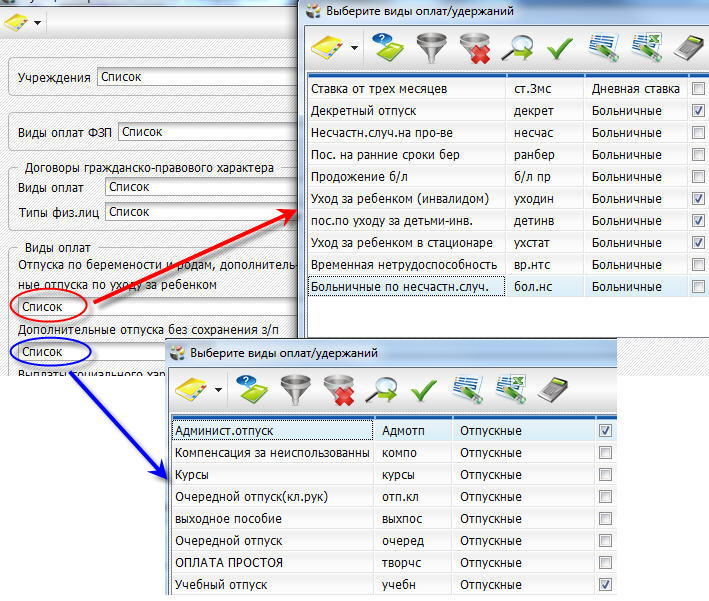 Выберите виды оплат/удержаний
Учреждения Список
Виды оплат ФЗП Список
Договоры гражданско-правового характера
Виды оплат Список
Типы физ.лиц Список
Виды оплат
Отпуска по беремености и родам, дополнитель-
ные отпуска по уходу за ребенком
Список
Дополнительные отпуска без сохранения з/п
Список
Ставка от трех месяцев ст.3мс Дневная ставка
Декретный отпуск декрет Больничные
Несчастн.случ.на про-ве несчас Больничные
Пос. на ранние сроки бер ранбер Больничные
Продожение б/л б/л пр Больничные
Уход за ребенком (инвалидом) уходин Больничные
пос.по уходу за детьми-инв. детинв Больничные
Уход за ребенком в стационаре ухстат Больничные
Временная нетрудоспособность вр.нтс Больничные
Больничные по несчастн.случ. бол.нс Больничные
Выберите виды оплат/удержаний
Админист.отпуск Адмотп Отпускные
Компенсация за неиспользованны компо Отпускные
Курсы курсы Отпускные
Очередной отпуск(кл.рук) отп.кл Отпускные
выходное пособие выхпос Отпускные
Очередной отпуск очеред Отпускные
ОПЛАТА ПРОСТОЯ творчс Отпускные
Учебный отпуск учебн Отпускные